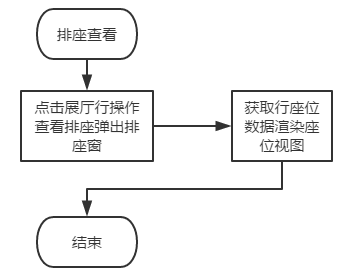 排座查看
点击展厅行操作
查看排座弹出排
座窗
获取行座位
数据渲染座
位视图
结束